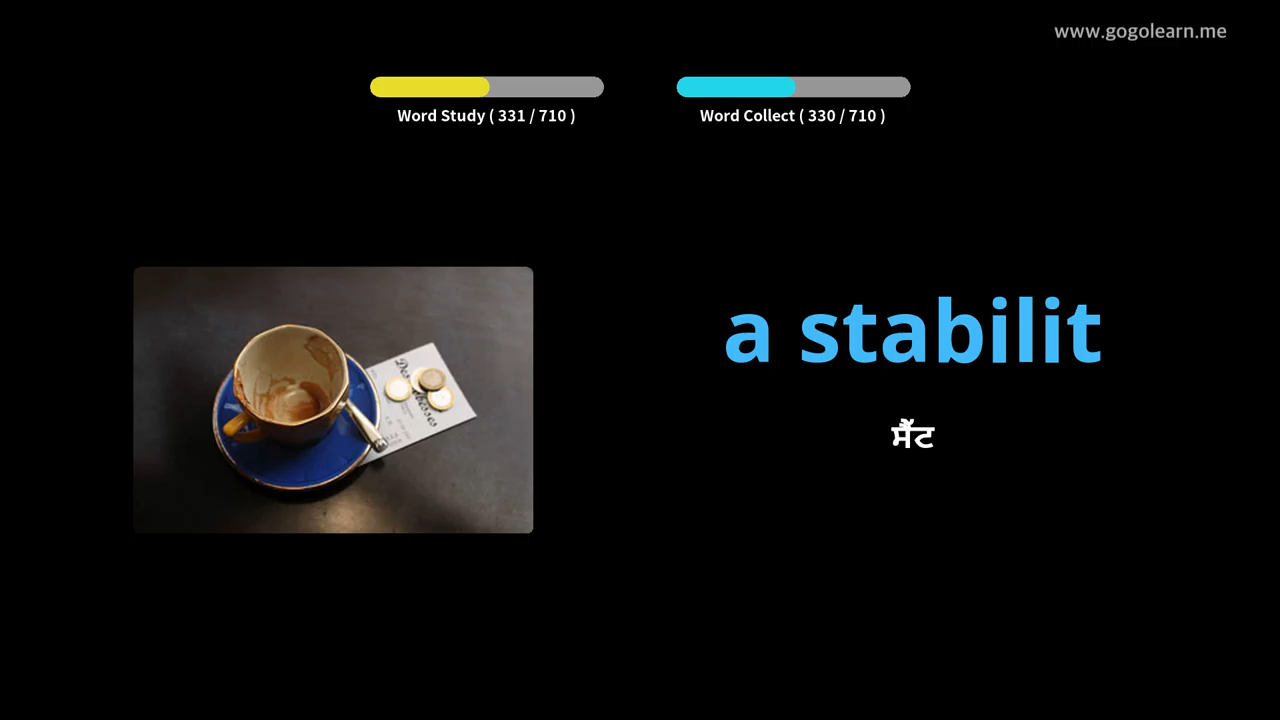 www.gogolearn.me
Word Study ( 331 / 710 )
Word Collect ( 330 / 710 )
a stabilit
ਸੈੱਟ